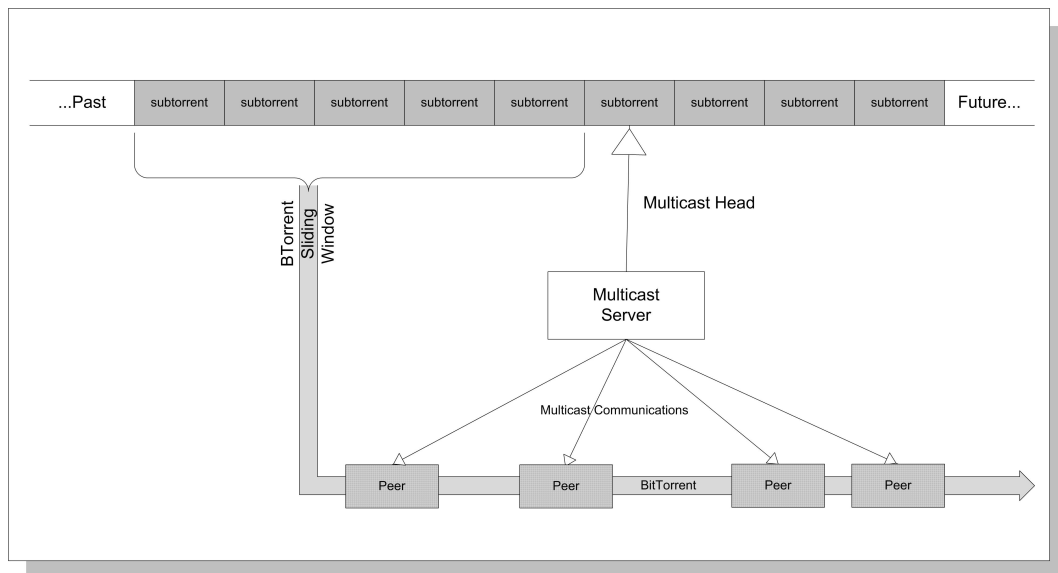 ...Past subtorrent subtorrent subtorrent subtorrent subtorrent subtorrent subtorrent subtorrent subtorrent Future...
BTorrent
Sliding
Window
Multicast Head
Multicast
Server
Multicast Communications
Peer Peer BitTorrent Peer Peer